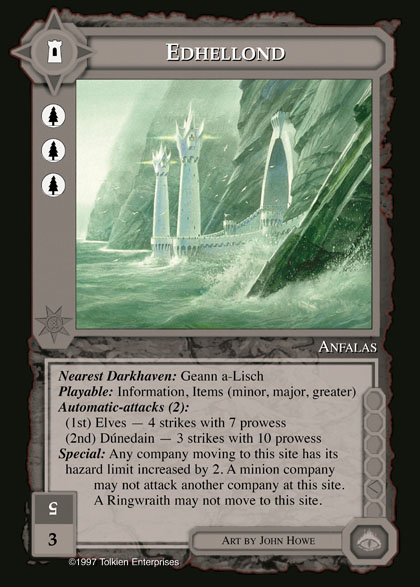 EDHELLOND
ANFALAS
Nearest Darkhaven: Geann a-Lisch
Playable: Information, Items (minor, major, greater)
Automatic-attacks (2):
(1st) Elves — 4 strikes with 7 prowess
(2nd) Dúnedain — 3 strikes with 10 prowess
Special: Any company moving to this site has its
hazard limit increased by 2. A minion company
may not attack another company at this site.
A Ringwraith may not move to this site.
5
3
ART BY JOHN HOWE
©1997 Tolkien Enterprises